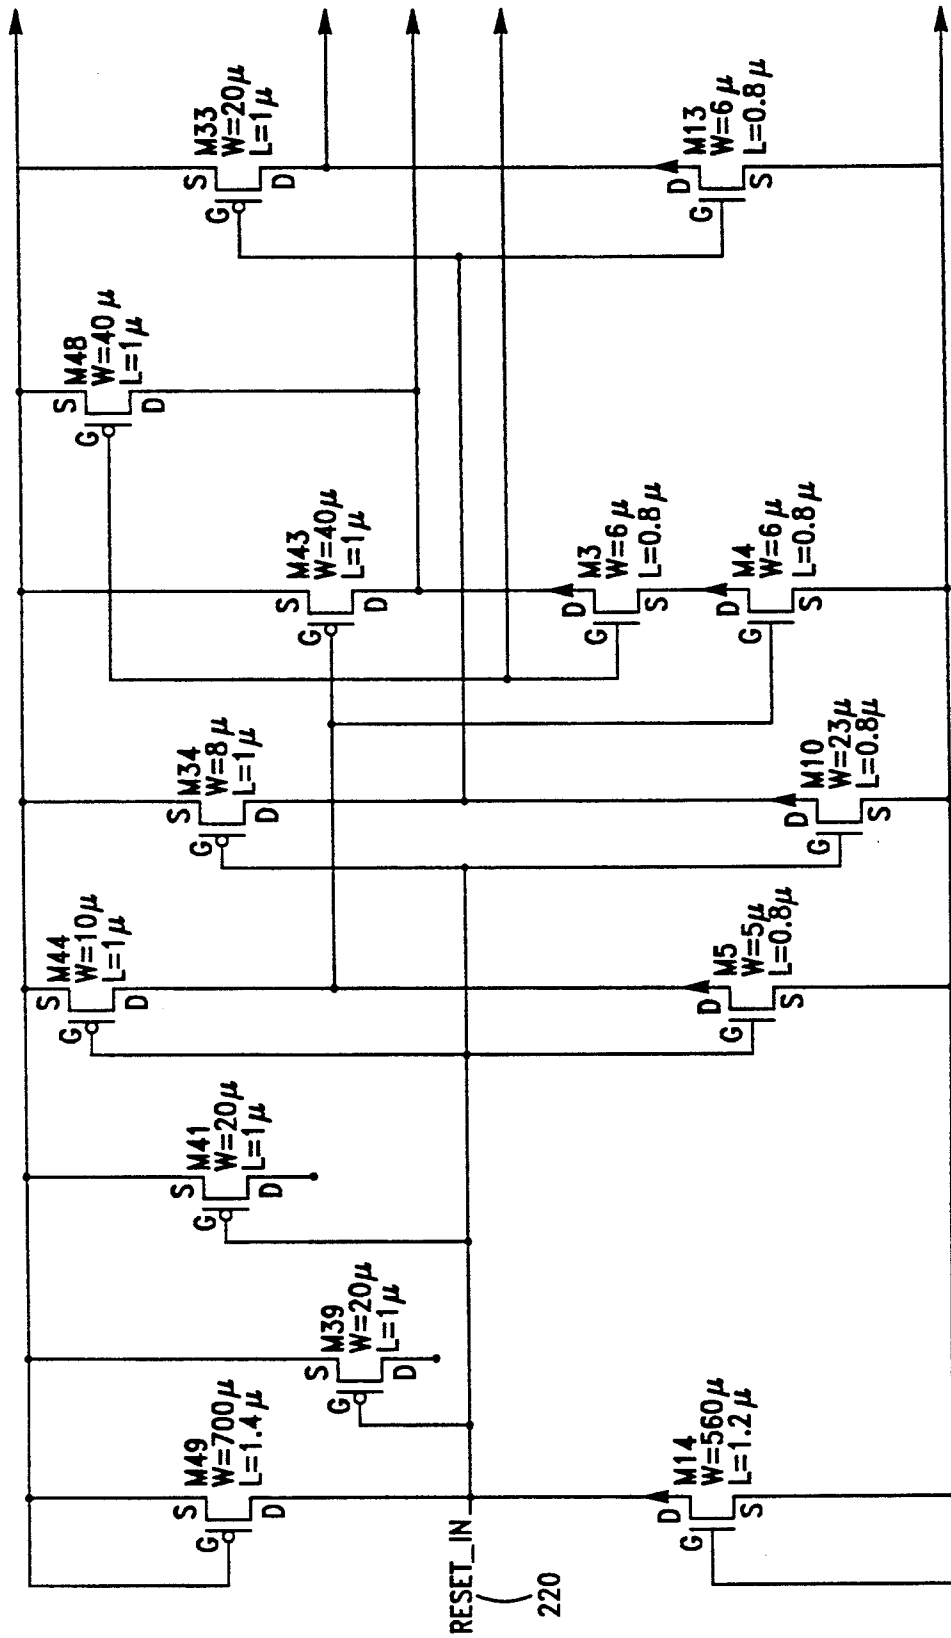 M49
W=700μ
L=1.4μ
S
G
D
M39
W=20μ
L=1μ
S
G
D
M41
W=20μ
L=1μ
S
G
D
M44
W=10μ
L=1μ
S
G
D
M34
W=8μ
L=1μ
S
G
D
M43
W=40μ
L=1μ
S
G
D
M48
W=40μ
L=1μ
S
G
D
M33
W=20μ
L=1μ
S
G
D
RESET_IN
220
M14
W=560μ
L=1.2μ
D
G
S
M5
W=5μ
L=0.8μ
D
G
S
M10
W=23μ
L=0.8μ
D
G
S
M3
W=6μ
L=0.8μ
D
G
S
M4
W=6μ
L=0.8μ
D
G
S
M13
W=6μ
L=0.8μ
D
G
S